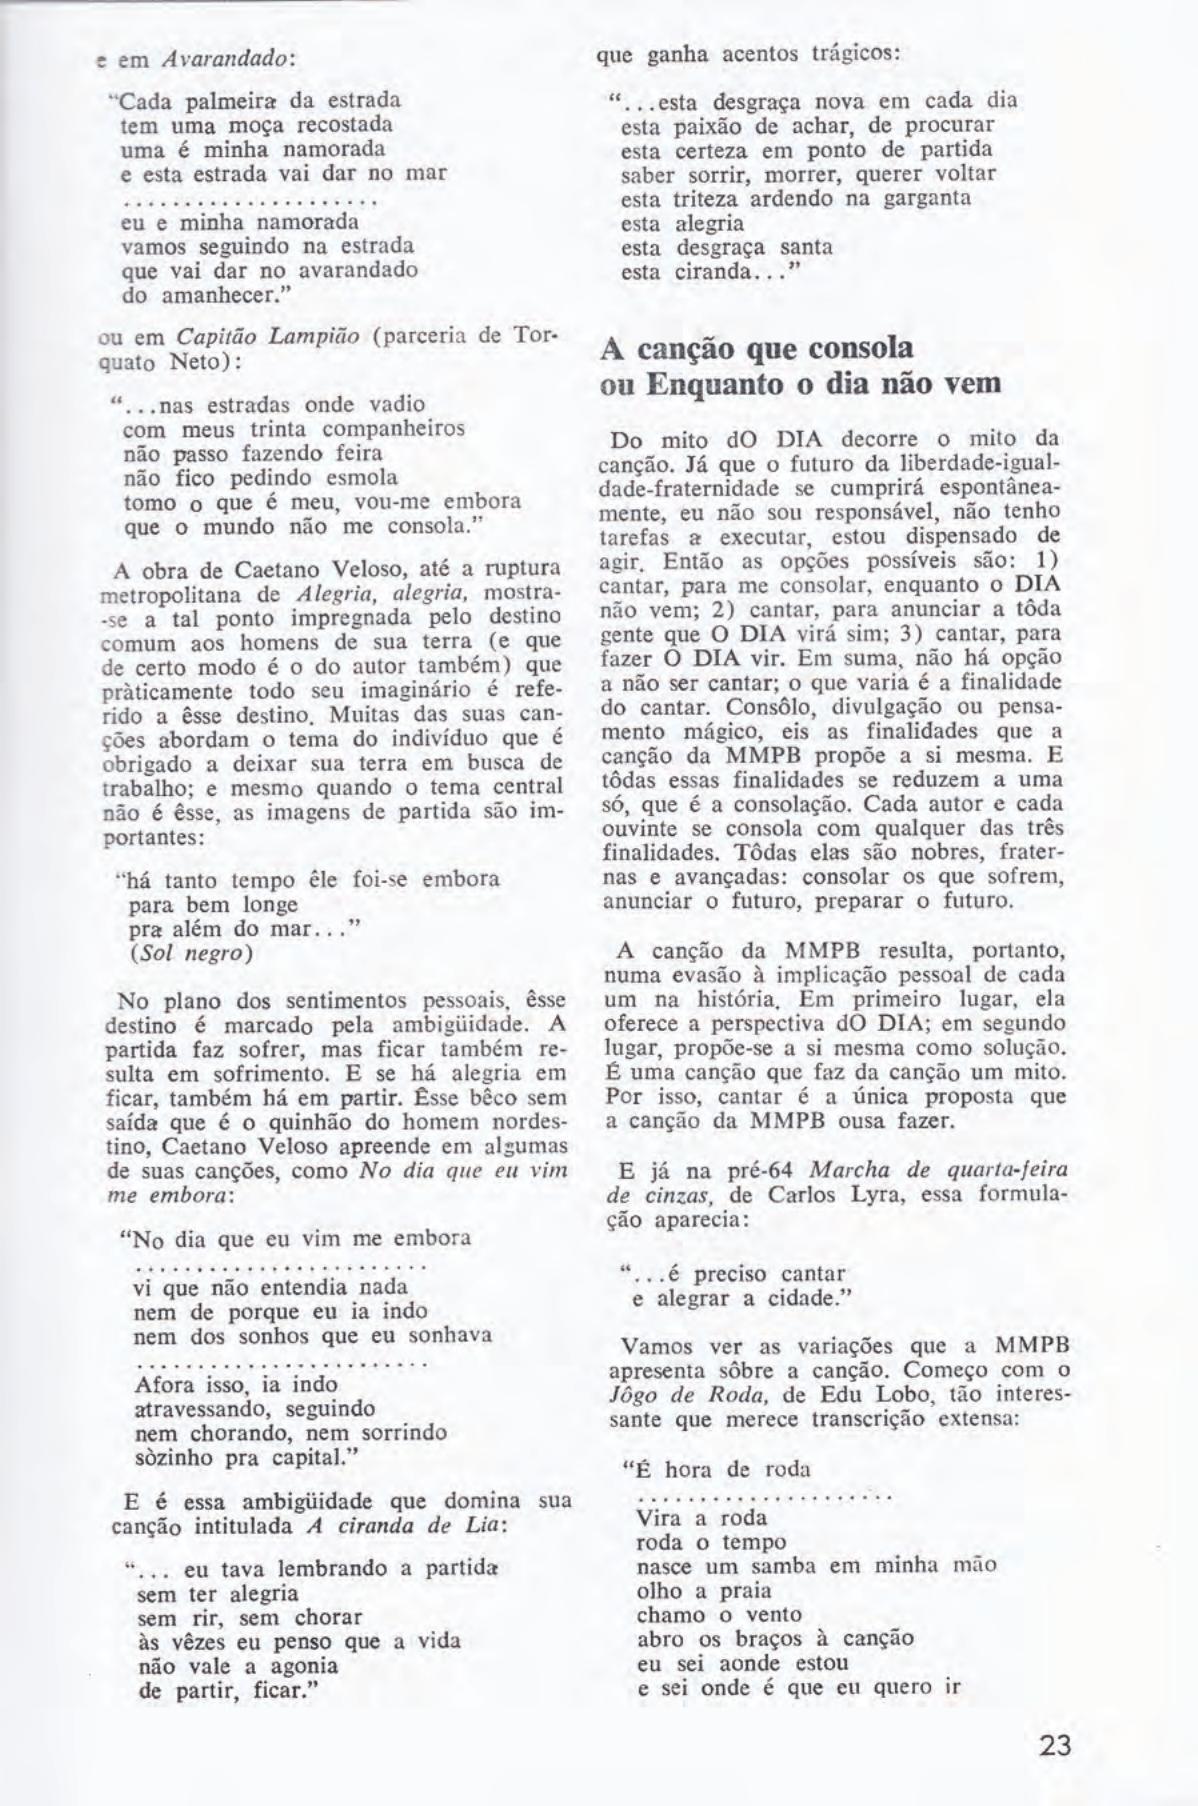 e em Avarandado:
“Cada palmeira da estrada
tem uma moça recostada
uma é minha namorada
e esta estrada vai dar no mar
. . . . . . . . . . . . . . . . . . . . .
eu e minha namorada
vamos seguindo na estrada
que vai dar no avarandado
do amanhecer.”
ou em Capitão Lampião (parceria de Tor-
quato Neto):
“...nas estradas onde vadio
com meus trinta companheiros
não passo fazendo feira
não fico pedindo esmola
tomo o que é meu, vou-me embora
que o mundo não me consola.”
A obra de Caetano Veloso, até a ruptura
metropolitana de Alegria, alegria, mostra-
-se a tal ponto impregnada pelo destino
comum aos homens de sua terra (e que
de certo modo é o do autor também) que
pràticamente todo seu imaginário é refe-
rido a êsse destino. Muitas das suas can-
ções abordam o tema do indivíduo que é
obrigado a deixar sua terra em busca de
trabalho; e mesmo quando o tema central
não é êsse, as imagens de partida são im-
portantes:
“há tanto tempo êle foi-se embora
para bem longe
pra além do mar...”
(Sol negro)
No plano dos sentimentos pessoais, êsse
destino é marcado pela ambigüidade. A
partida faz sofrer, mas ficar também re-
sulta em sofrimento. E se há alegria em
ficar, também há em partir. Êsse bêco sem
saída que é o quinhão do homem nordes-
tino, Caetano Veloso apreende em algumas
de suas canções, como No dia que eu vim
me embora:
“No dia que eu vim me embora
. . . . . . . . . . . . . . . . . . . . . . . .
vi que não entendia nada
nem de porque eu ia indo
nem dos sonhos que eu sonhava
. . . . . . . . . . . . . . . . . . . . . . . .
Afora isso, ia indo
atravessando, seguindo
nem chorando, nem sorrindo
sòzinho pra capital.”
E é essa ambigüidade que domina sua
canção intitulada A ciranda de Lia:
“... eu tava lembrando a partida
sem ter alegria
sem rir, sem chorar
às vêzes eu penso que a vida
não vale a agonia
de partir, ficar.”
que ganha acentos trágicos:
“...esta desgraça nova em cada dia
esta paixão de achar, de procurar
esta certeza em ponto de partida
saber sorrir, morrer, querer voltar
esta triteza ardendo na garganta
esta alegria
esta desgraça santa
esta ciranda...”
A canção que consola
ou Enquanto o dia não vem
Do mito dO DIA decorre o mito da
canção. Já que o futuro da liberdade-igual-
dade-fraternidade se cumprirá espontânea-
mente, eu não sou responsável, não tenho
tarefas a executar, estou dispensado de
agir. Então as opções possíveis são: 1)
cantar, para me consolar, enquanto o DIA
não vem; 2) cantar, para anunciar a tôda
gente que O DIA virá sim; 3) cantar, para
fazer O DIA vir. Em suma, não há opção
a não ser cantar; o que varia é a finalidade
do cantar. Consôlo, divulgação ou pensa-
mento mágico, eis as finalidades que a
canção da MMPB propõe a si mesma. E
tôdas essas finalidades se reduzem a uma
só, que é a consolação. Cada autor e cada
ouvinte se consola com qualquer das três
finalidades. Tôdas elas são nobres, frater-
nas e avançadas: consolar os que sofrem,
anunciar o futuro, preparar o futuro.
A canção da MMPB resulta, portanto,
numa evasão à implicação pessoal de cada
um na história. Em primeiro lugar, ela
oferece a perspectiva dO DIA; em segundo
lugar, propõe-se a si mesma como solução.
É uma canção que faz da canção um mito.
Por isso, cantar é a única proposta que
a canção da MMPB ousa fazer.
E já na pré-64 Marcha de quarta-feira
de cinzas, de Carlos Lyra, essa formula-
ção aparecia:
“...é preciso cantar
e alegrar a cidade.”
Vamos ver as variações que a MMPB
apresenta sôbre a canção. Começo com o
Jôgo de Roda, de Edu Lobo, tão interes-
sante que merece transcrição extensa:
“É hora de roda
. . . . . . . . . . . . . . . . . . . . .
Vira a roda
roda o tempo
nasce um samba em minha mão
olho a praia
chamo o vento
abro os braços à canção
eu sei aonde estou
e sei onde é que eu quero ir
23